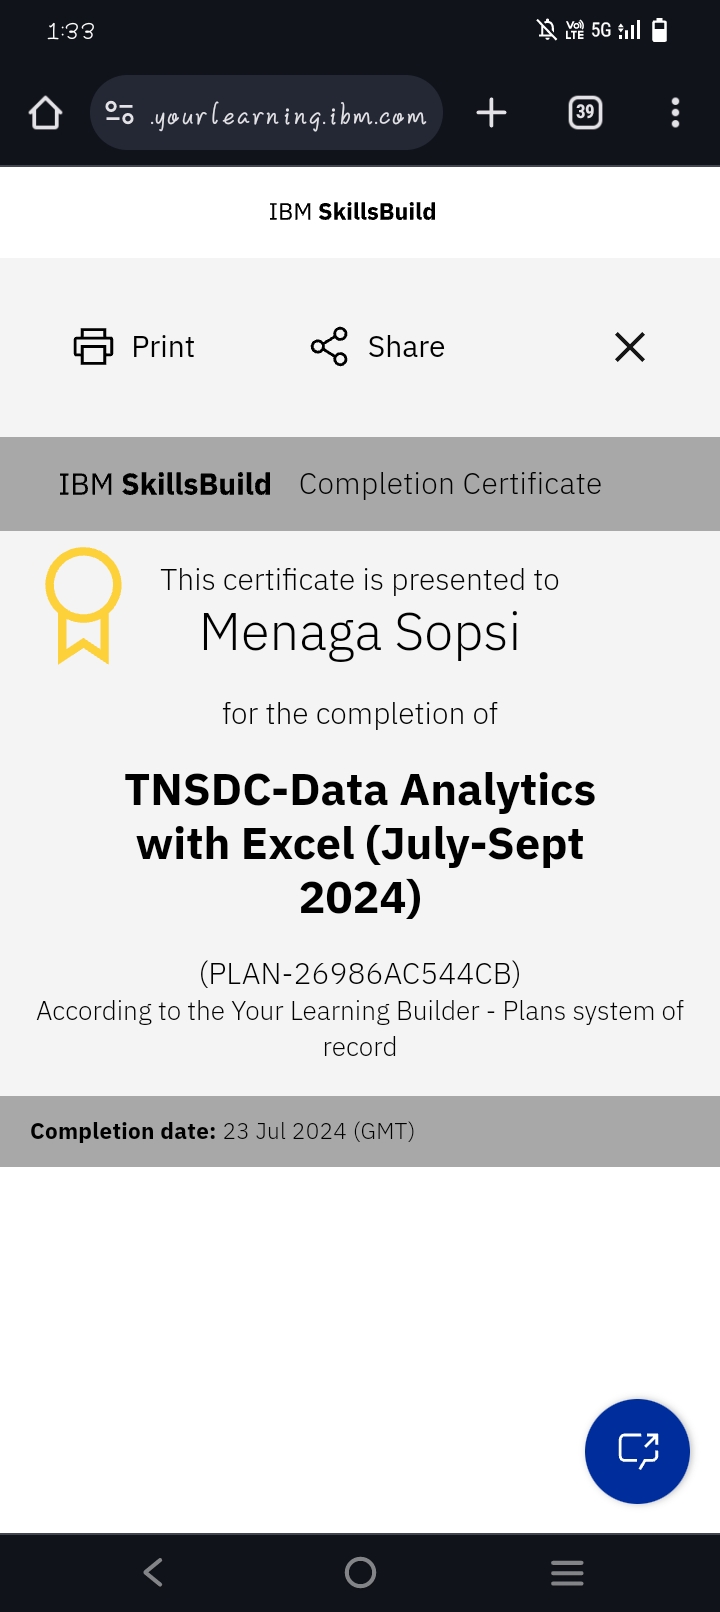 1:33
Vo) LTE 5G
.yourlearning.ibm.com
39
IBM SkillsBuild
Print Share
IBM SkillsBuild Completion Certificate
This certificate is presented to
Menaga Sopsi
for the completion of
TNSDC-Data Analytics
with Excel (July-Sept
2024)
(PLAN-26986AC544CB)
According to the Your Learning Builder - Plans system of
record
Completion date: 23 Jul 2024 (GMT)